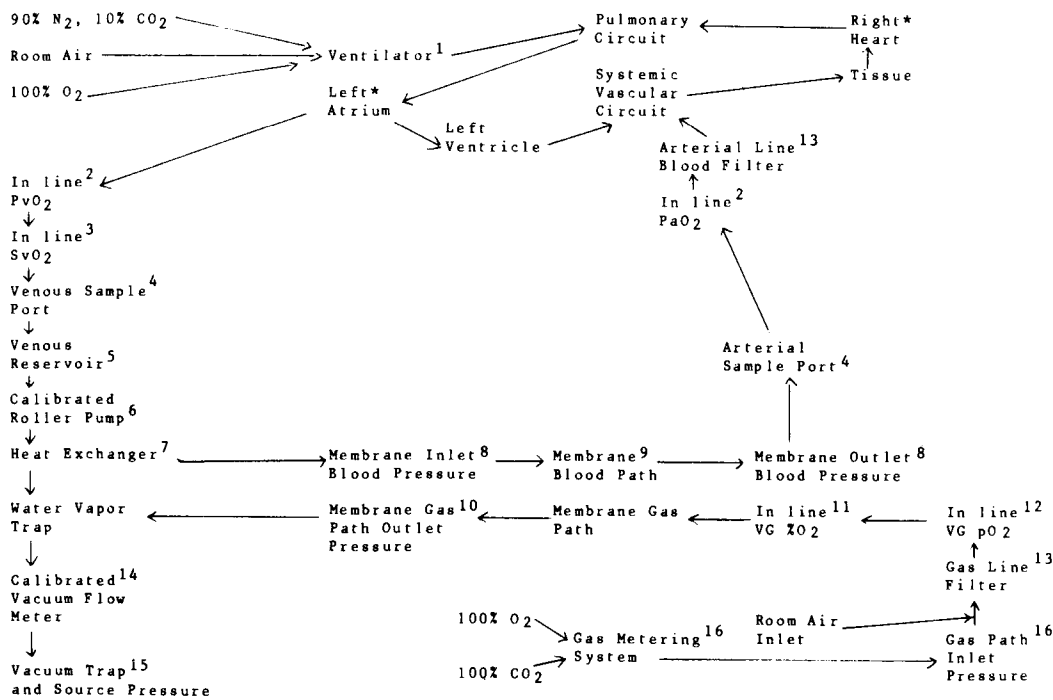 90% N2, 10% CO2
Room Air
100% O2
Ventilator1
Pulmonary
Circuit
Right*
Heart
Left*
Atrium
Left
Ventricle
Systemic
Vascular
Circuit
Tissue
Arterial Line13
Blood Filter
In line2
PaO2
In line2
PvO2
In line3
SvO2
Venous Sample4
Port
Venous
Reservoir5
Calibrated
Roller Pump6
Arterial
Sample Port4
Heat Exchanger7
Membrane Inlet8
Blood Pressure
Membrane9
Blood Path
Membrane Outlet8
Blood Pressure
Water Vapor
Trap
Membrane Gas10
Path Outlet
Pressure
Membrane Gas
Path
In line11
VG %O2
In line12
VG pO2
Gas Line13
Filter
Calibrated14
Vacuum Flow
Meter
100% O2
100% CO2
Gas Metering16
System
Room Air
Inlet
Gas Path16
Inlet
Pressure
Vacuum Trap15
and Source Pressure